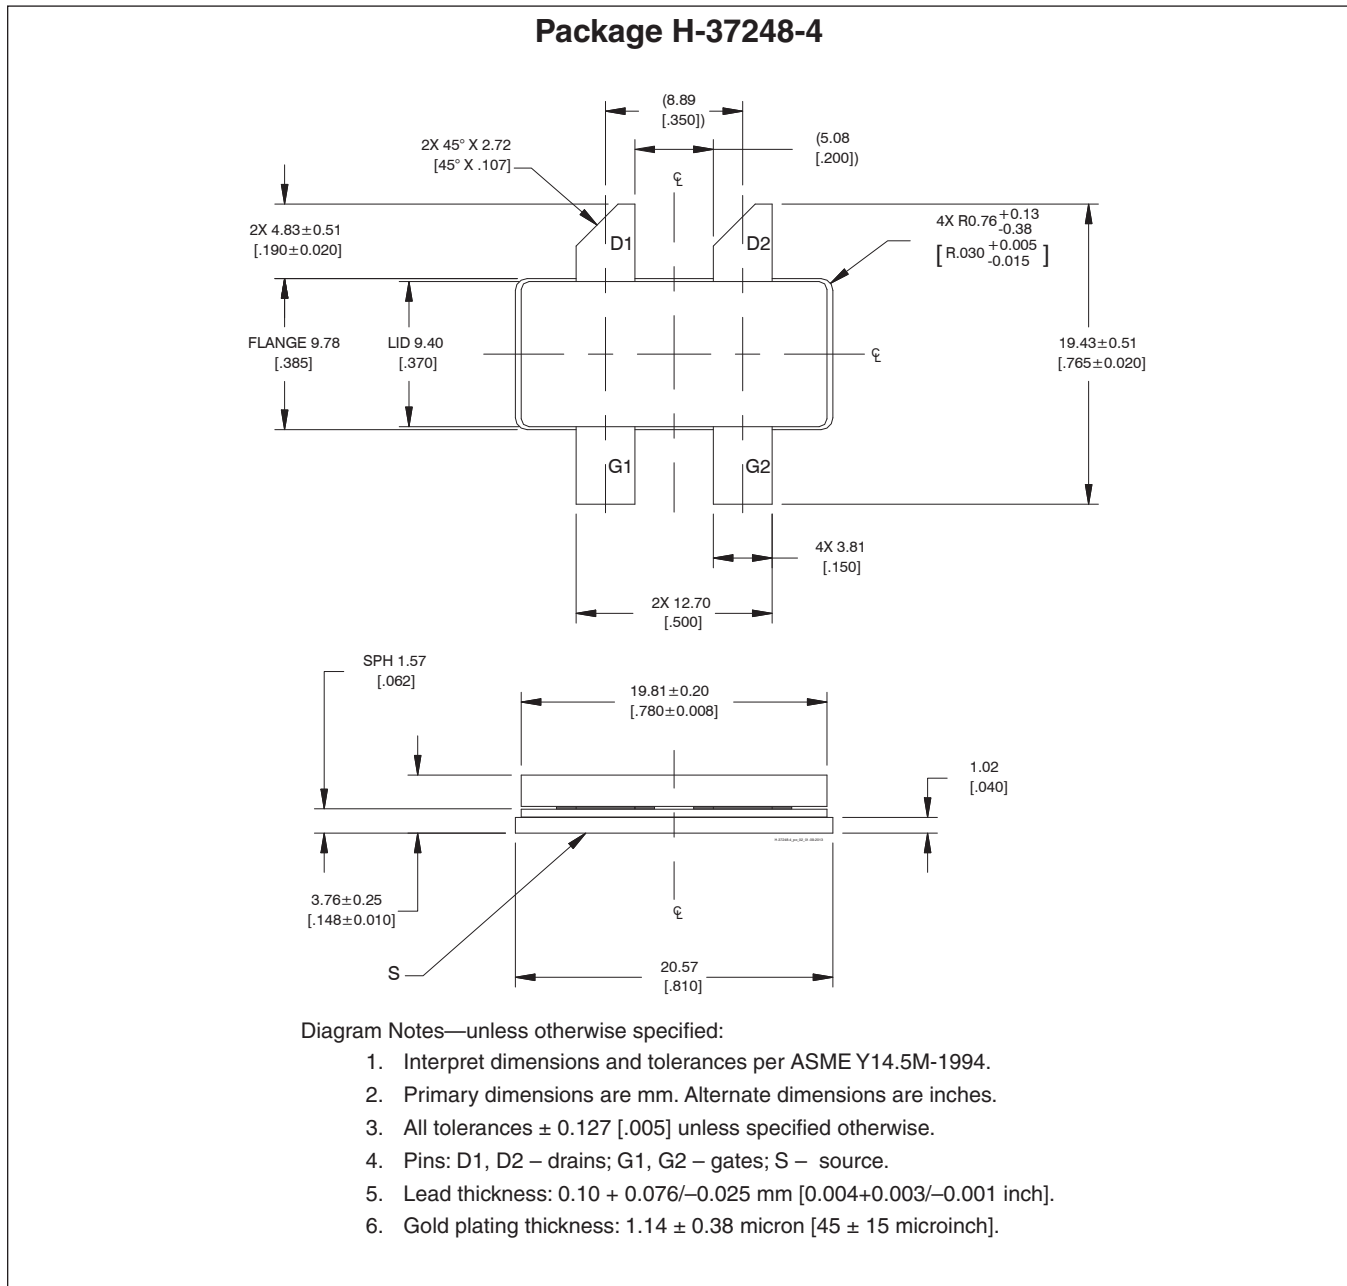 Package H-37248-4
(8.89
[.350])
2X 45° X 2.72
[45° X .107]
(5.08
[.200])
℄
2X 4.83±0.51
[.190±0.020]
D1
D2
4X R0.76 +0.13
-0.38
[ R.030 +0.005
-0.015 ]
FLANGE 9.78
[.385]
LID 9.40
[.370]
℄
19.43±0.51
[.765±0.020]
G1
G2
4X 3.81
[.150]
2X 12.70
[.500]
SPH 1.57
[.062]
19.81±0.20
[.780±0.008]
1.02
[.040]
3.76±0.25
[.148±0.010]
℄
S
20.57
[.810]
Diagram Notes—unless otherwise specified:
1. Interpret dimensions and tolerances per ASME Y14.5M-1994.
2. Primary dimensions are mm. Alternate dimensions are inches.
3. All tolerances ± 0.127 [.005] unless specified otherwise.
4. Pins: D1, D2 – drains; G1, G2 – gates; S – source.
5. Lead thickness: 0.10 + 0.076/–0.025 mm [0.004+0.003/–0.001 inch].
6. Gold plating thickness: 1.14 ± 0.38 micron [45 ± 15 microinch].